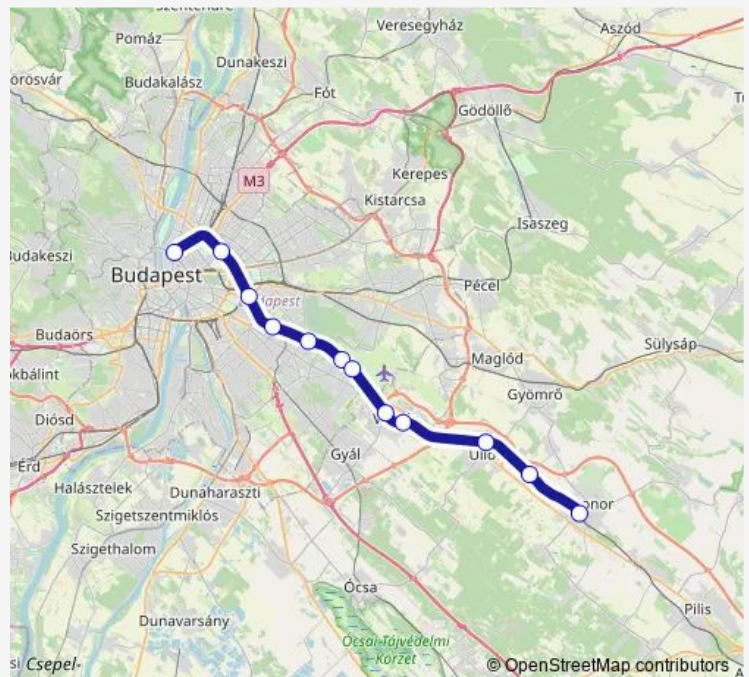 Veresegyház
Aszód
Pomáz
Dunakeszi
Budakalász
Fót
Gödöllő
M3
Kerepes
Kistarcsa
Isaszeg
Budakeszi
Budapest
Pécel
Budaörs
Sülysáp
Maglód
Gyömrő
Diósd
Üllő
Gyál
Érd
Halásztelek
Dunaharaszti
Szigetszentmiklós
Szigethalom
Ócsa
Dunavarsány
Pilis
Ócsai Tájvédelmi
Körzet
Csepel-
© OpenStreetMap contributors